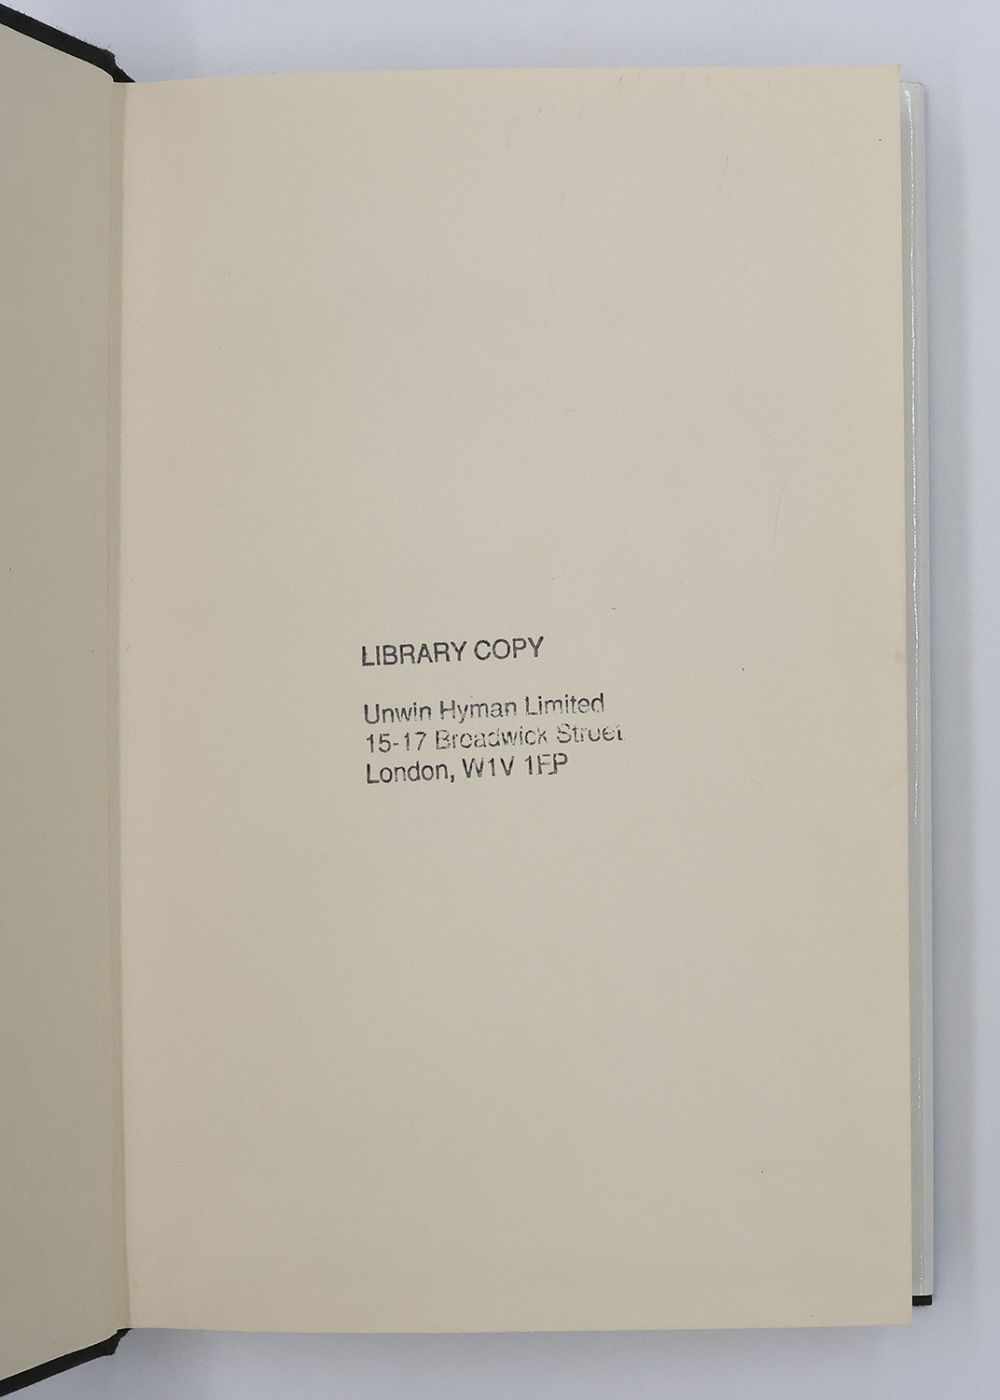 LIBRARY COPY
Unwin Hyman Limited
15-17 Broadwick Street
London, W1V 1FP